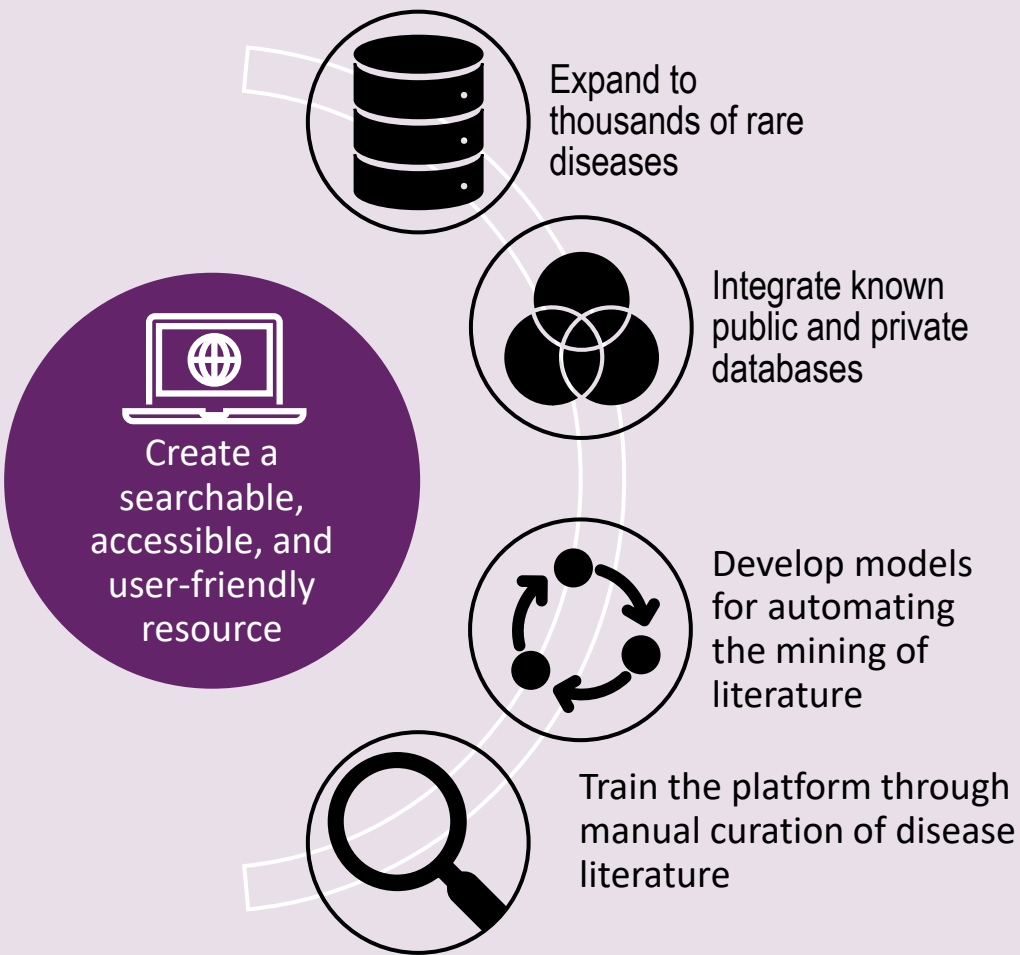 Expand to
thousands of rare
diseases
Integrate known
public and private
databases
Create a
searchable,
accessible, and
user-friendly
resource
Develop models
for automating
the mining of
literature
Train the platform through
manual curation of disease
literature